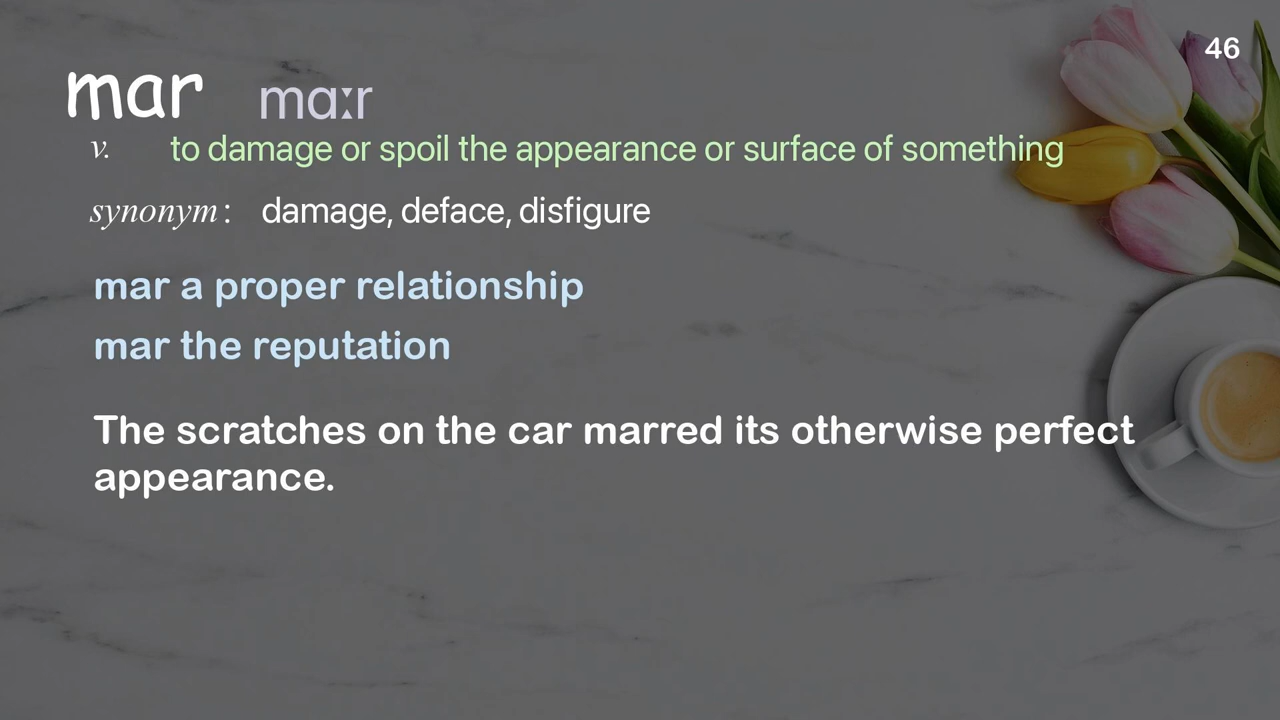 46
mar mɑːr
v. to damage or spoil the appearance or surface of something
synonym : damage, deface, disfigure
mar a proper relationship
mar the reputation
The scratches on the car marred its otherwise perfect
appearance.